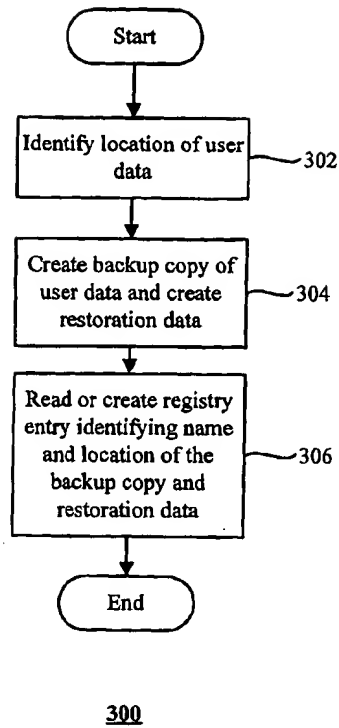 Start
Identify location of user
data
302
Create backup copy of
user data and create
restoration data
304
Read or create registry
entry identifying name
and location of the
backup copy and
restoration data
306
End
300